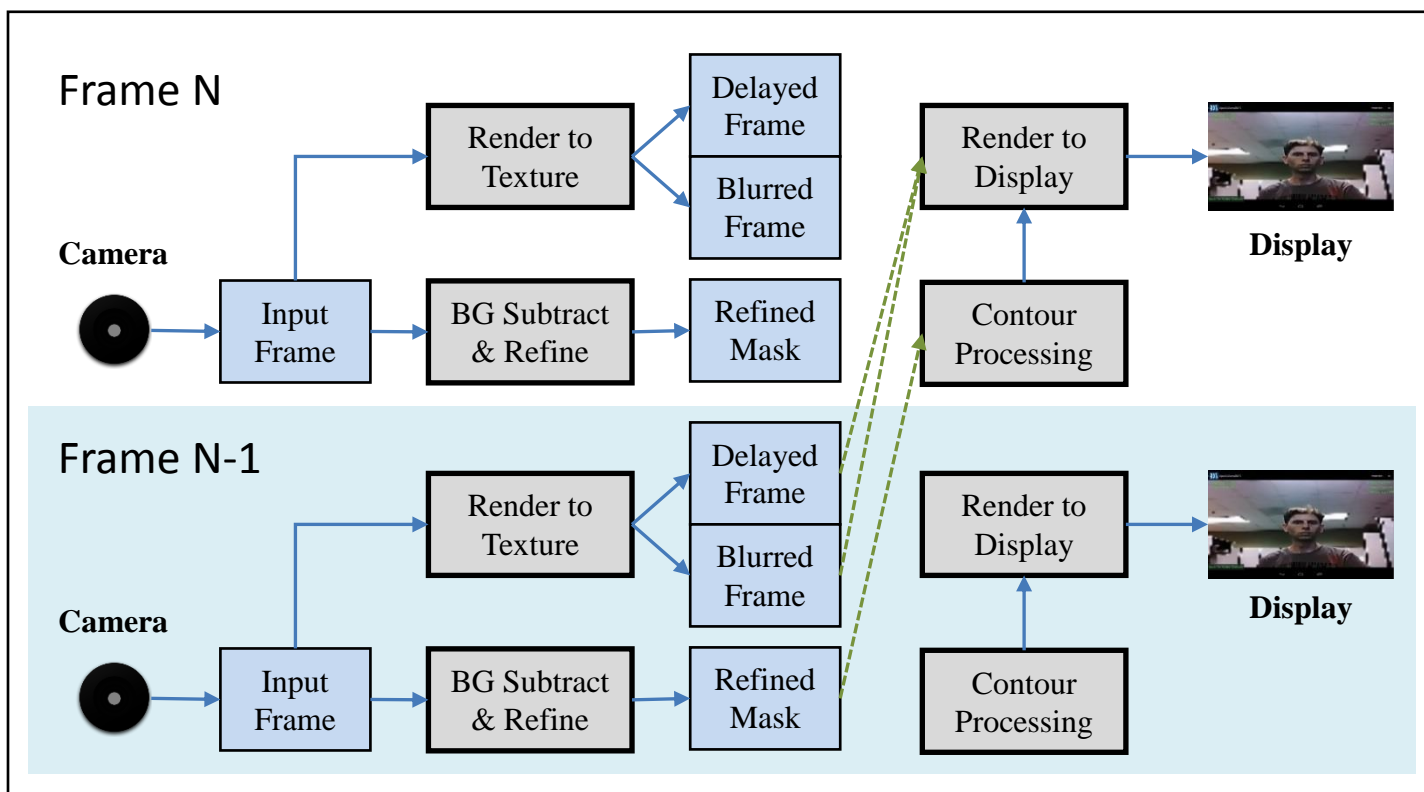 Frame N
Delayed
Frame
Render to
Texture
Blurred
Frame
Render to
Display
Display
Camera
Input
Frame
BG Subtract
& Refine
Refined
Mask
Contour
Processing
Frame N-1
Delayed
Frame
Render to
Texture
Blurred
Frame
Render to
Display
Display
Camera
Input
Frame
BG Subtract
& Refine
Refined
Mask
Contour
Processing